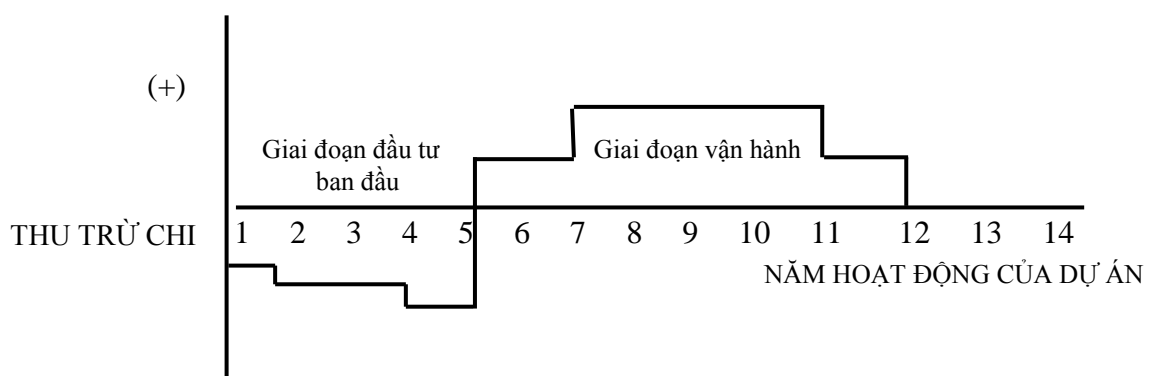 (+)
Giai đoạn đầu tư
ban đầu
Giai đoạn vận hành
THU TRỪ CHI
1 2 3 4 5 6 7 8 9 10 11 12 13 14
NĂM HOẠT ĐỘNG CỦA DỰ ÁN